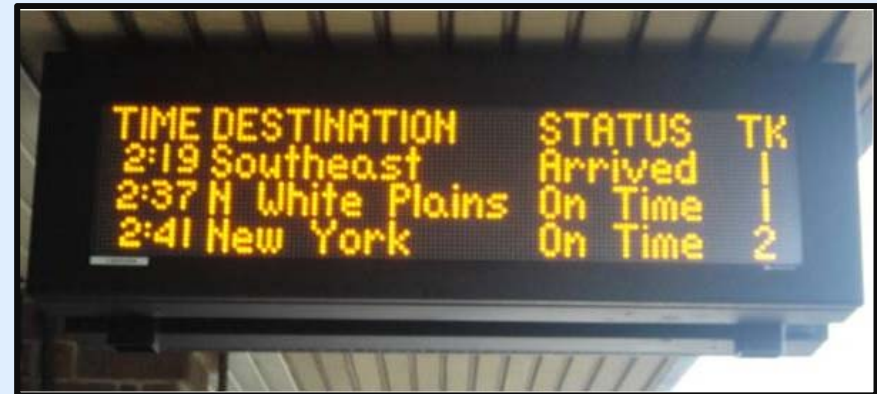 TIME DESTINATION STATUS TK
2:19 Southeast Arrived 1
2:37 N White Plains On Time 1
2:41 New York On Time 2